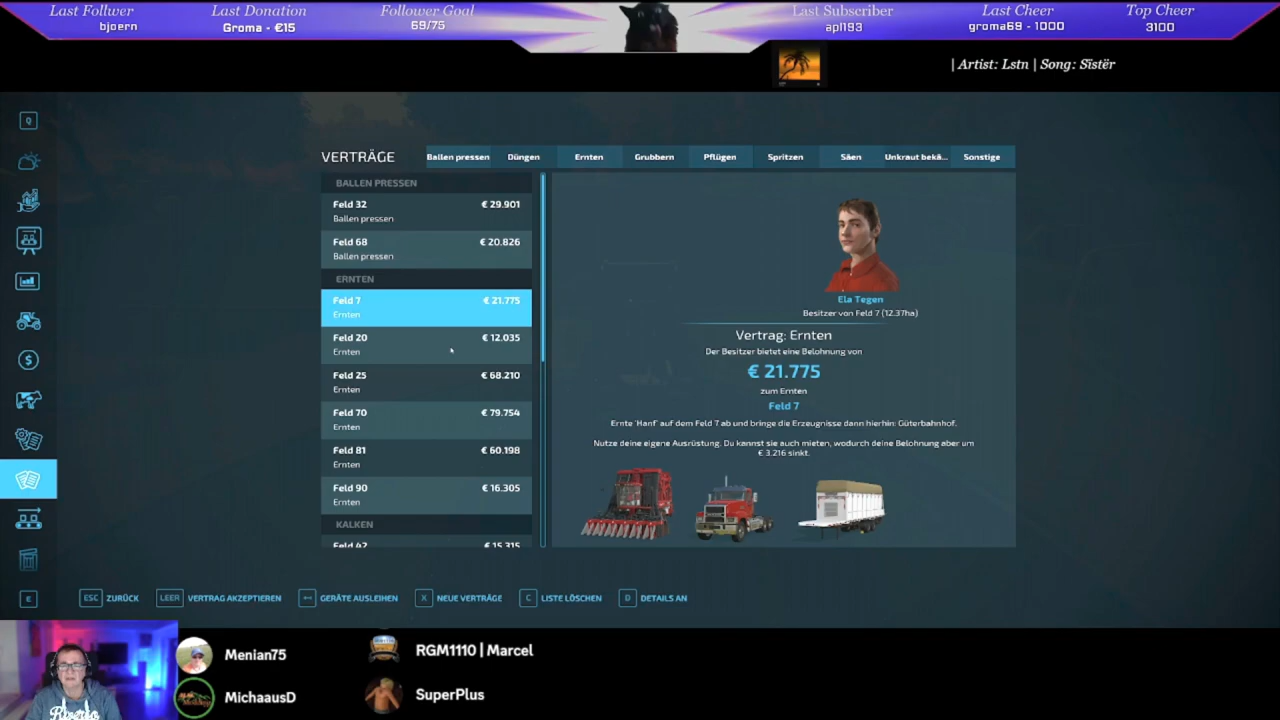 Last Follwer
bjoern
Last Donation
Groma - €15
Follower Goal
69/75
Last Subscriber
apl193
Last Cheer
groma69 - 1000
Top Cheer
3100
| Artist: Lstn | Song: Sïstër
Q
VERTRÄGE
Ballen pressen
Düngen
Ernten
Grubbern
Pflügen
Spritzen
Säen
Unkraut bekä...
Sonstige
BALLEN PRESSEN
Feld 32 € 29.901
Ballen pressen
Feld 68 € 20.826
Ballen pressen
ERNTEN
Feld 7 € 21.775
Ernten
Feld 20 € 12.035
Ernten
Feld 25 € 68.210
Ernten
Feld 70 € 79.754
Ernten
Feld 81 € 60.198
Ernten
Feld 90 € 16.305
Ernten
KALKEN
Feld 42 € 15.315
Ela Tegen
Besitzer von Feld 7 (12.37ha)
Vertrag: Ernten
Der Besitzer bietet eine Belohnung von
€ 21.775
zum Ernten
Feld 7
Ernte 'Hanf' auf dem Feld 7 ab und bringe die Erzeugnisse dann hierhin: Güterbahnhof.
Nutze deine eigene Ausrüstung. Du kannst sie auch mieten, wodurch deine Belohnung aber um
€ 3.216 sinkt.
E
ESC ZURÜCK
LEER VERTRAG AKZEPTIEREN
GERÄTE AUSLEIHEN
X NEUE VERTRÄGE
C LISTE LÖSCHEN
D DETAILS AN
Menian75
RGM1110 | Marcel
MichaausD
SuperPlus